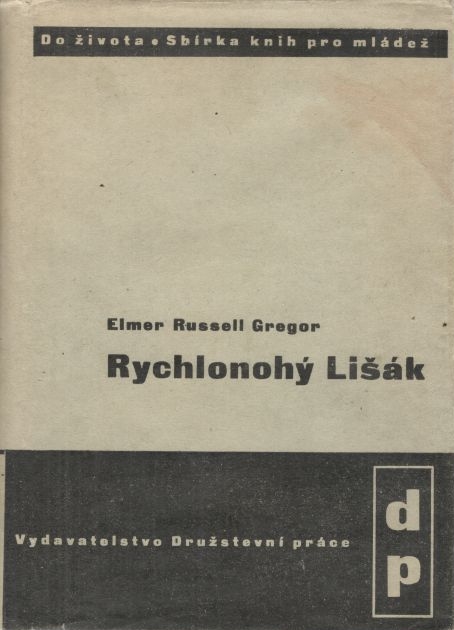 Do života • Sbírka knih pro mládež
Elmer Russell Gregor
Rychlonohý Lišák
Vydavatelstvo Družstevní práce
d
p